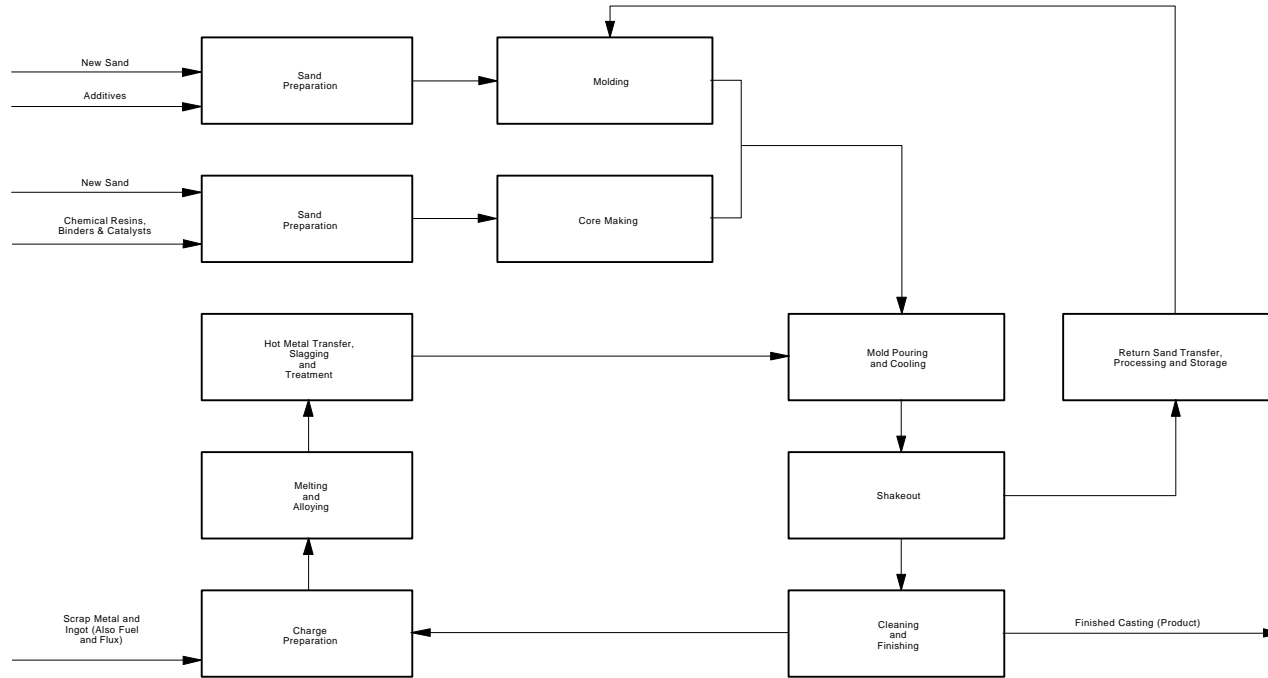 New Sand
Additives
Sand
Preparation
Molding
New Sand
Chemical Resins,
Binders & Catalysts
Sand
Preparation
Core Making
Hot Metal Transfer,
Slagging
and
Treatment
Mold Pouring
and Cooling
Return Sand Transfer,
Processing and Storage
Melting
and
Alloying
Shakeout
Scrap Metal and
Ingot (Also Fuel
and Flux)
Charge
Preparation
Cleaning
and
Finishing
Finished Casting (Product)